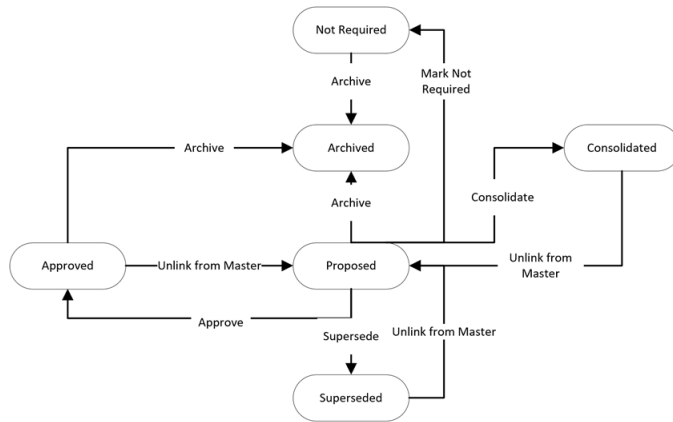 Not Required
Archive
Mark Not
Required
Archive
Archived
Consolidated
Archive
Consolidate
Approved
Unlink from Master
Proposed
Unlink from
Master
Approve
Supersede
Unlink from Master
Superseded